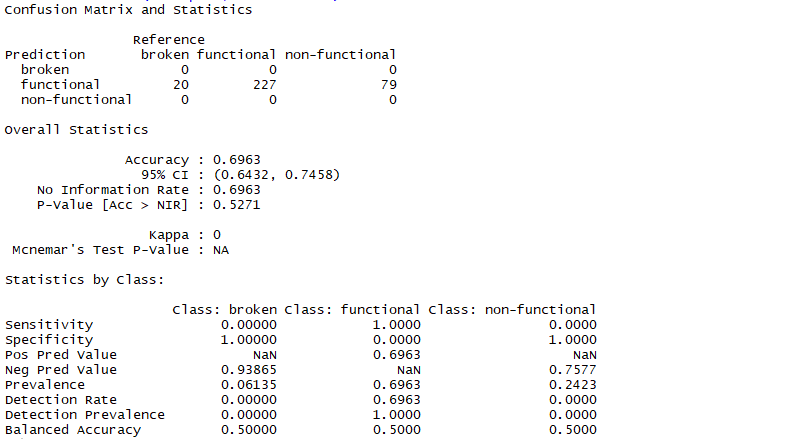 Confusion Matrix and Statistics
Reference
Prediction broken functional non-functional
broken 0 0 0
functional 20 227 79
non-functional 0 0 0
Overall Statistics
Accuracy : 0.6963
95% CI : (0.6432, 0.7458)
No Information Rate : 0.6963
P-Value [Acc > NIR] : 0.5271
Kappa : 0
Mcnemar's Test P-Value : NA
Statistics by Class:
Class: broken Class: functional Class: non-functional
Sensitivity 0.00000 1.0000 0.0000
Specificity 1.00000 0.0000 1.0000
Pos Pred Value NaN 0.6963 NaN
Neg Pred Value 0.93865 NaN 0.7577
Prevalence 0.06135 0.6963 0.2423
Detection Rate 0.00000 0.6963 0.0000
Detection Prevalence 0.00000 1.0000 0.0000
Balanced Accuracy 0.50000 0.5000 0.5000